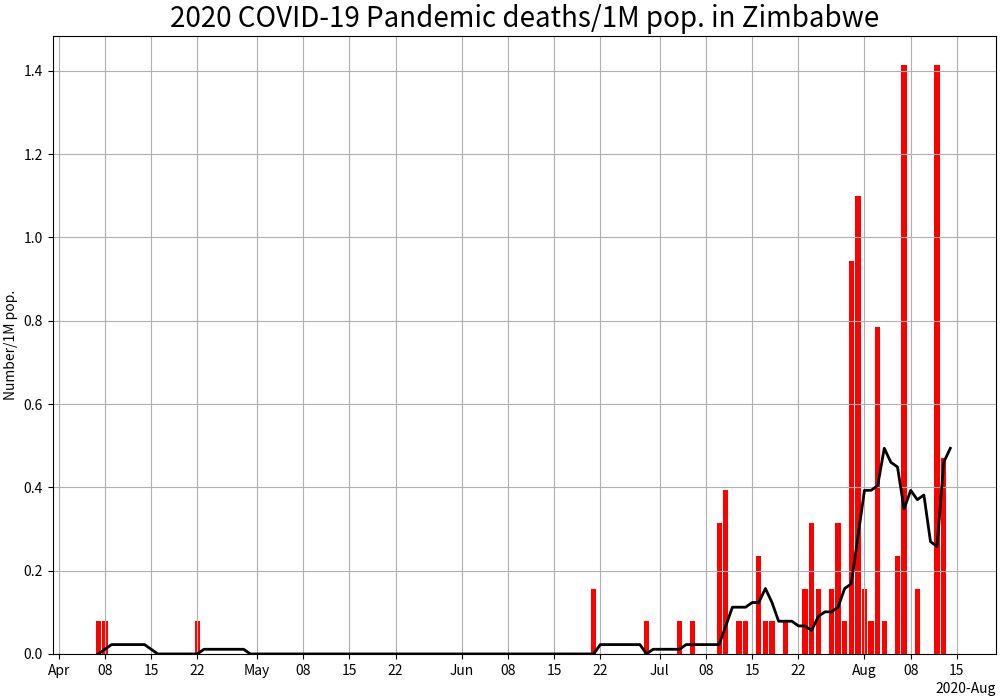 2020 COVID-19 Pandemic deaths/1M pop. in Zimbabwe
Number/1M pop.
1.4
1.2
1.0
0.8
0.6
0.4
0.2
0.0
Apr 08 15 22 May 08 15 22 Jun 08 15 22 Jul 08 15 22 Aug 08 15
2020-Aug